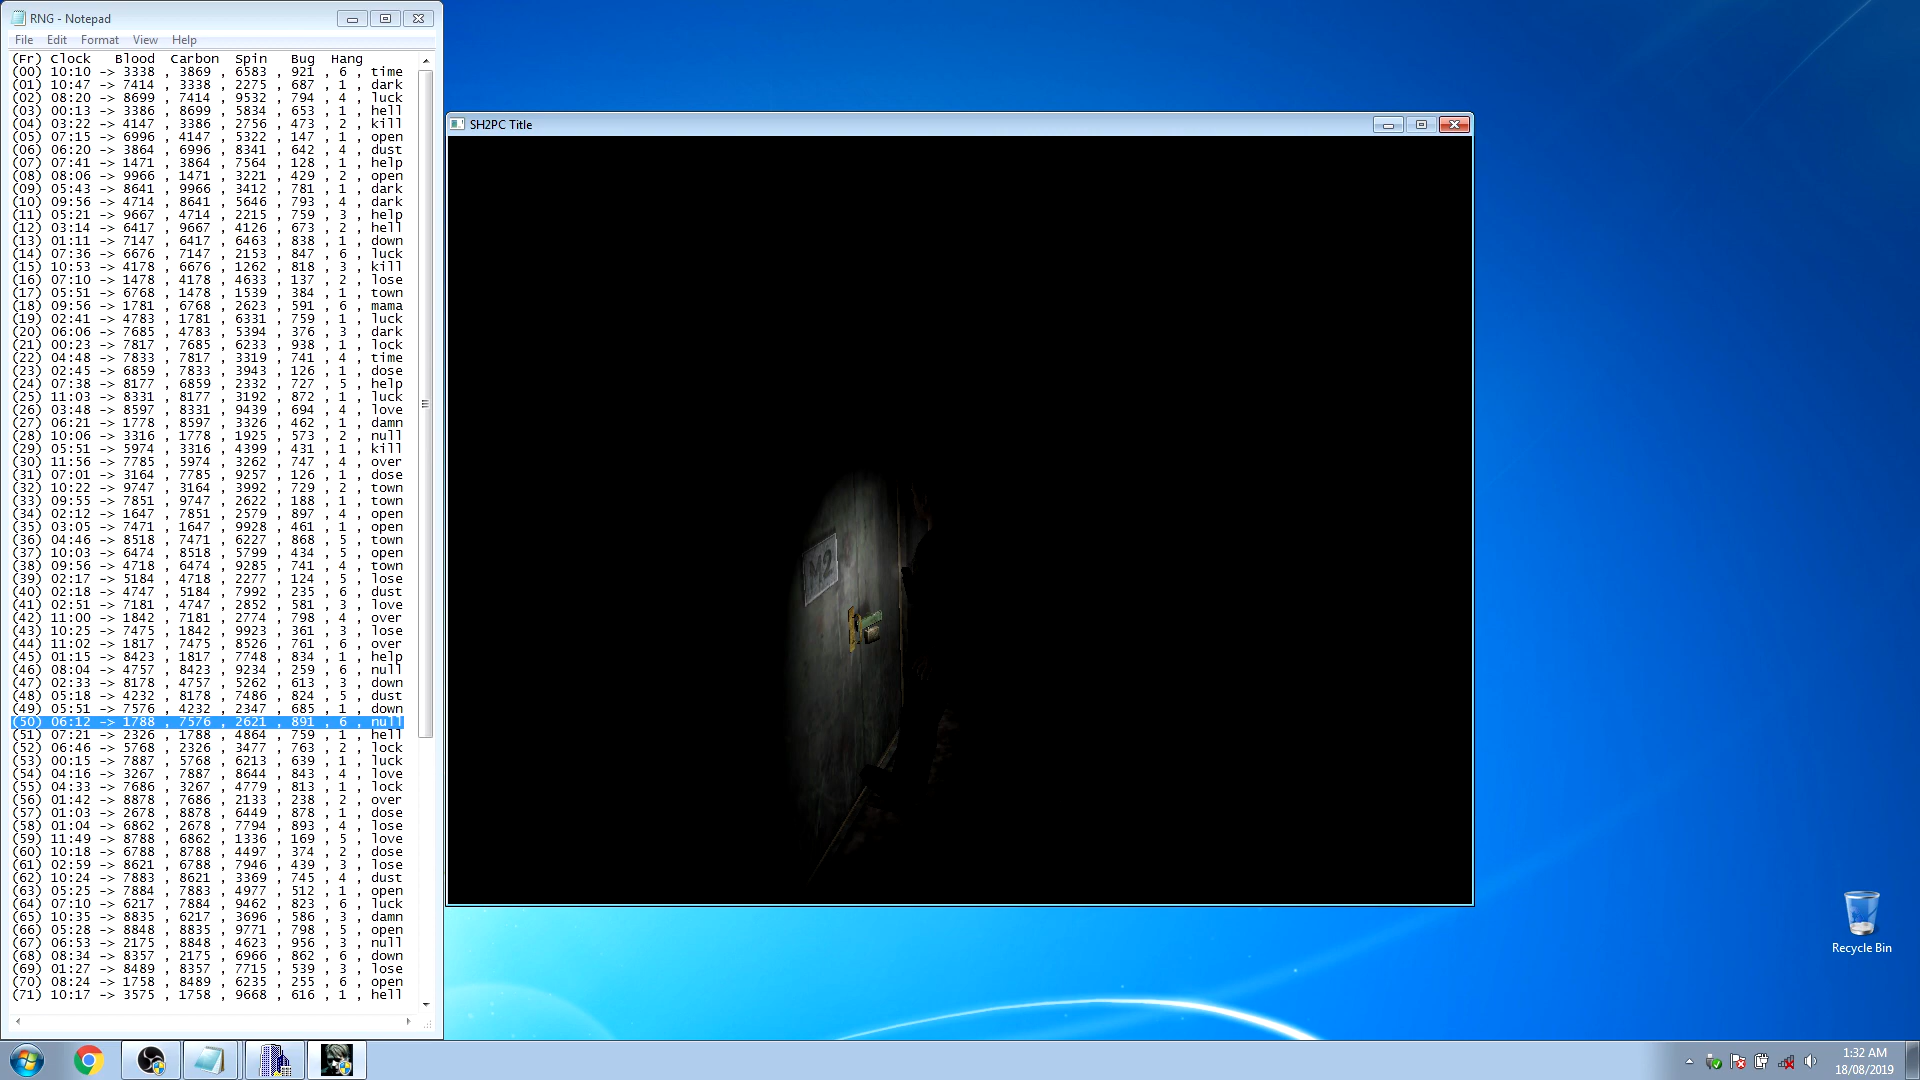 RNG - Notepad
File Edit Format View Help
(Fr) Clock Blood Carbon Spin Bug Hang
(00) 10:10 -> 3338 , 3869 , 6583 , 921 , 6 , time
(01) 10:47 -> 7414 , 3338 , 2275 , 687 , 1 , dark
(02) 08:20 -> 8699 , 7414 , 9532 , 794 , 4 , luck
(03) 00:13 -> 3386 , 8699 , 5834 , 653 , 1 , hell
(04) 03:22 -> 4147 , 3386 , 2756 , 473 , 2 , kill
(05) 07:15 -> 6996 , 4147 , 5322 , 147 , 1 , open
(06) 06:20 -> 3864 , 6996 , 8341 , 642 , 4 , dust
(07) 07:41 -> 1471 , 3864 , 7564 , 128 , 1 , help
(08) 08:06 -> 9966 , 1471 , 3221 , 429 , 2 , open
(09) 05:43 -> 8641 , 9966 , 3412 , 781 , 1 , dark
(10) 09:56 -> 4714 , 8641 , 5646 , 793 , 4 , dark
(11) 05:21 -> 9667 , 4714 , 2215 , 759 , 3 , help
(12) 03:14 -> 6417 , 9667 , 4126 , 673 , 2 , hell
(13) 01:11 -> 7147 , 6417 , 6463 , 838 , 1 , down
(14) 07:36 -> 6676 , 7147 , 2153 , 847 , 6 , luck
(15) 10:53 -> 4178 , 6676 , 1262 , 818 , 3 , kill
(16) 07:10 -> 1478 , 4178 , 4633 , 137 , 2 , lose
(17) 05:51 -> 6768 , 1478 , 1539 , 384 , 1 , town
(18) 09:56 -> 1781 , 6768 , 2623 , 591 , 6 , mama
(19) 02:41 -> 4783 , 1781 , 6331 , 759 , 1 , luck
(20) 06:06 -> 7685 , 4783 , 5394 , 376 , 3 , dark
(21) 00:23 -> 7817 , 7685 , 6233 , 938 , 1 , lock
(22) 04:48 -> 7833 , 7817 , 3319 , 741 , 4 , time
(23) 02:45 -> 6859 , 7833 , 3943 , 126 , 1 , dose
(24) 07:38 -> 8177 , 6859 , 2332 , 727 , 5 , help
(25) 11:03 -> 8331 , 8177 , 3192 , 872 , 1 , luck
(26) 03:48 -> 8597 , 8331 , 9439 , 694 , 4 , love
(27) 06:21 -> 1778 , 8597 , 3326 , 462 , 1 , damn
(28) 10:06 -> 3316 , 1778 , 1925 , 573 , 2 , null
(29) 05:51 -> 5974 , 3316 , 4399 , 431 , 1 , kill
(30) 11:56 -> 7785 , 5974 , 3262 , 747 , 4 , over
(31) 07:01 -> 3164 , 7785 , 9257 , 126 , 1 , dose
(32) 10:22 -> 9747 , 3164 , 3992 , 729 , 2 , town
(33) 09:55 -> 7851 , 9747 , 2622 , 188 , 1 , town
(34) 02:12 -> 1647 , 7851 , 2579 , 897 , 4 , open
(35) 03:05 -> 7471 , 1647 , 9928 , 461 , 1 , open
(36) 04:46 -> 8518 , 7471 , 6227 , 868 , 5 , town
(37) 10:03 -> 6474 , 8518 , 5799 , 434 , 5 , open
(38) 09:56 -> 4718 , 6474 , 9285 , 741 , 4 , town
(39) 02:17 -> 5184 , 4718 , 2277 , 124 , 5 , lose
(40) 02:18 -> 4747 , 5184 , 7992 , 235 , 6 , dust
(41) 02:51 -> 7181 , 4747 , 2852 , 581 , 3 , love
(42) 11:00 -> 1842 , 7181 , 2774 , 798 , 4 , over
(43) 10:25 -> 7475 , 1842 , 9923 , 361 , 3 , lose
(44) 11:02 -> 1817 , 7475 , 8526 , 761 , 6 , over
(45) 01:15 -> 8423 , 1817 , 7748 , 834 , 1 , help
(46) 08:04 -> 4757 , 8423 , 9234 , 259 , 6 , null
(47) 02:33 -> 8178 , 4757 , 5262 , 613 , 3 , down
(48) 05:18 -> 4232 , 8178 , 7486 , 824 , 5 , dust
(49) 05:51 -> 7576 , 4232 , 2347 , 685 , 1 , down
(50) 06:12 -> 1788 , 7576 , 2621 , 891 , 6 , null
(51) 07:21 -> 2326 , 1788 , 4864 , 759 , 1 , hell
(52) 06:46 -> 5768 , 2326 , 3477 , 763 , 2 , lock
(53) 00:15 -> 7887 , 5768 , 6213 , 639 , 1 , luck
(54) 04:16 -> 3267 , 7887 , 8644 , 843 , 4 , love
(55) 04:33 -> 7686 , 3267 , 4779 , 813 , 1 , lock
(56) 01:42 -> 8878 , 7686 , 2133 , 238 , 2 , over
(57) 01:03 -> 2678 , 8878 , 6449 , 878 , 1 , dose
(58) 01:04 -> 6862 , 2678 , 7794 , 893 , 4 , lose
(59) 11:49 -> 8788 , 6862 , 1336 , 169 , 5 , love
(60) 10:18 -> 6788 , 8788 , 4497 , 374 , 2 , dose
(61) 02:59 -> 8621 , 6788 , 7946 , 439 , 3 , lose
(62) 10:24 -> 7883 , 8621 , 3369 , 745 , 4 , dust
(63) 05:25 -> 7884 , 7883 , 4977 , 512 , 1 , open
(64) 07:10 -> 6217 , 7884 , 9462 , 823 , 6 , luck
(65) 10:35 -> 8835 , 6217 , 3696 , 586 , 3 , damn
(66) 05:28 -> 8848 , 8835 , 9771 , 798 , 5 , open
(67) 06:53 -> 2175 , 8848 , 4623 , 956 , 3 , null
(68) 08:34 -> 8357 , 2175 , 6966 , 862 , 6 , down
(69) 01:27 -> 8489 , 8357 , 7715 , 539 , 3 , lose
(70) 08:24 -> 1758 , 8489 , 6235 , 255 , 6 , open
(71) 10:17 -> 3575 , 1758 , 9668 , 616 , 1 , hell
SH2PC Title
M2
Recycle Bin
1:32 AM
18/08/2019